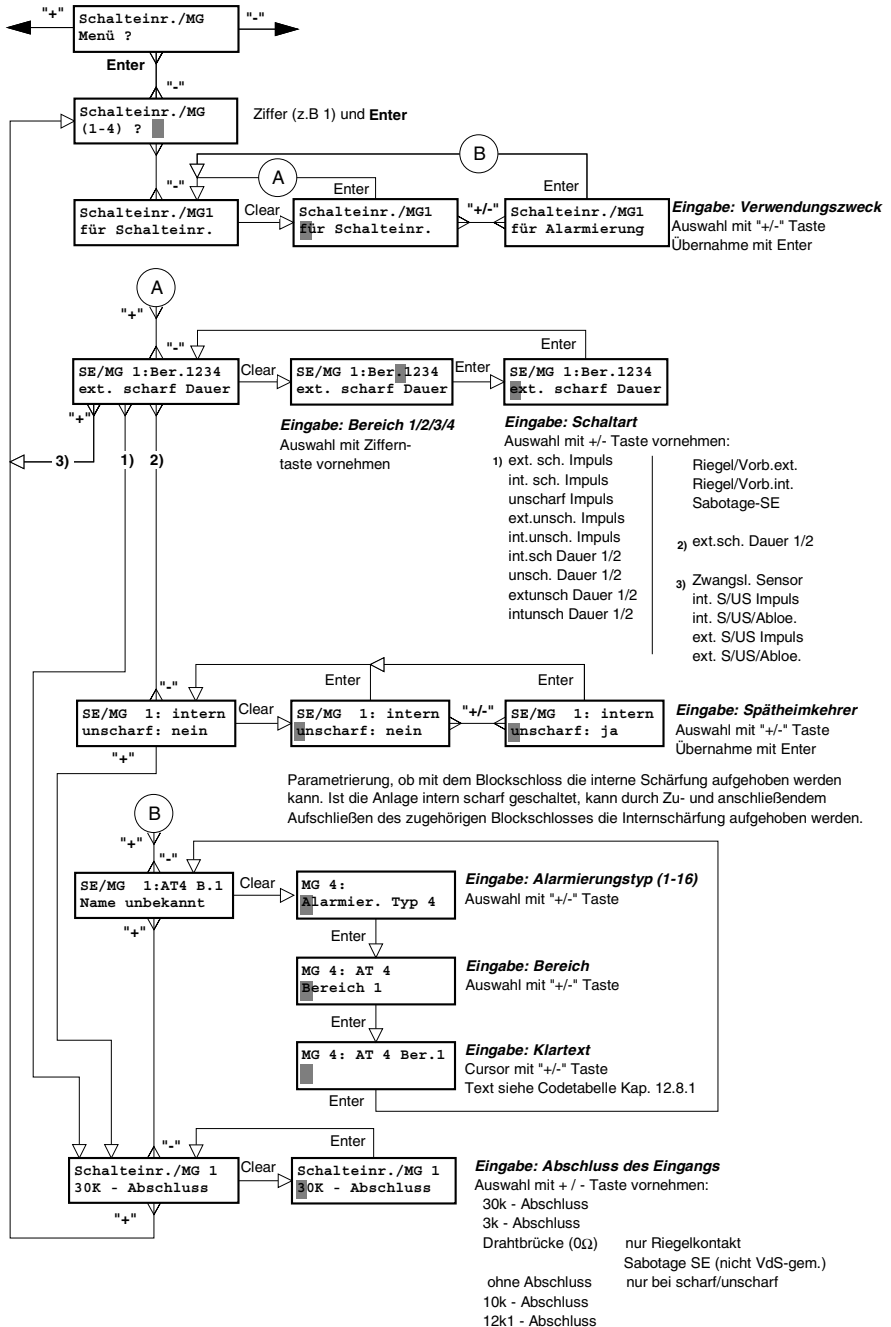 "+"
Schalteinr./MG
Menü ?
"-"
Enter
"-"
Schalteinr./MG
(1-4) ?
Ziffer (z.B 1) und Enter
B
A
"-"
Enter
Enter
Schalteinr./MG1
für Schalteinr.
Clear
Schalteinr./MG1
für Schalteinr.
"+/-"
Schalteinr./MG1
für Alarmierung
Eingabe: Verwendungszweck
Auswahl mit "+/-" Taste
Übernahme mit Enter
A
"+"
"-"
Enter
SE/MG 1:Ber.1234
ext. scharf Dauer
Clear
SE/MG 1:Ber.1234
ext. scharf Dauer
Enter
SE/MG 1:Ber.1234
ext. scharf Dauer
"+"
Eingabe: Bereich 1/2/3/4
Auswahl mit Ziffern-
taste vornehmen
Eingabe: Schaltart
Auswahl mit +/- Taste vornehmen:
3)
1)
2)
1) ext. sch. Impuls
int. sch. Impuls
unscharf Impuls
ext.unsch. Impuls
int.unsch. Impuls
int.sch Dauer 1/2
unsch. Dauer 1/2
extunsch Dauer 1/2
intunsch Dauer 1/2
Riegel/Vorb.ext.
Riegel/Vorb.int.
Sabotage-SE
2) ext.sch. Dauer 1/2
3) Zwangsl. Sensor
int. S/US Impuls
int. S/US/Abloe.
ext. S/US Impuls
ext. S/US/Abloe.
"-"
Enter
Enter
SE/MG 1: intern
unscharf: nein
Clear
SE/MG 1: intern
unscharf: nein
"+/-"
SE/MG 1: intern
unscharf: ja
Eingabe: Spätheimkehrer
Auswahl mit "+/-" Taste
Übernahme mit Enter
"+"
Parametrierung, ob mit dem Blockschloss die interne Schärfung aufgehoben werden
kann. Ist die Anlage intern scharf geschaltet, kann durch Zu- und anschließendem
Aufschließen des zugehörigen Blockschlosses die Internschärfung aufgehoben werden.
B
"+"
"-"
SE/MG 1:AT4 B.1
Name unbekannt
Clear
MG 4:
Alarmier. Typ 4
Eingabe: Alarmierungstyp (1-16)
Auswahl mit "+/-" Taste
"+"
Enter
MG 4: AT 4
Bereich 1
Eingabe: Bereich
Auswahl mit "+/-" Taste
Enter
MG 4: AT 4 Ber.1
Eingabe: Klartext
Cursor mit "+/-" Taste
Text siehe Codetabelle Kap. 12.8.1
Enter
"-"
Enter
Schalteinr./MG 1
30K - Abschluss
Clear
Schalteinr./MG 1
30K - Abschluss
"+"
Eingabe: Abschluss des Eingangs
Auswahl mit + / - Taste vornehmen:
30k - Abschluss
3k - Abschluss
Drahtbrücke (0Ω) nur Riegelkontakt
Sabotage SE (nicht VdS-gem.)
ohne Abschluss nur bei scharf/unscharf
10k - Abschluss
12k1 - Abschluss